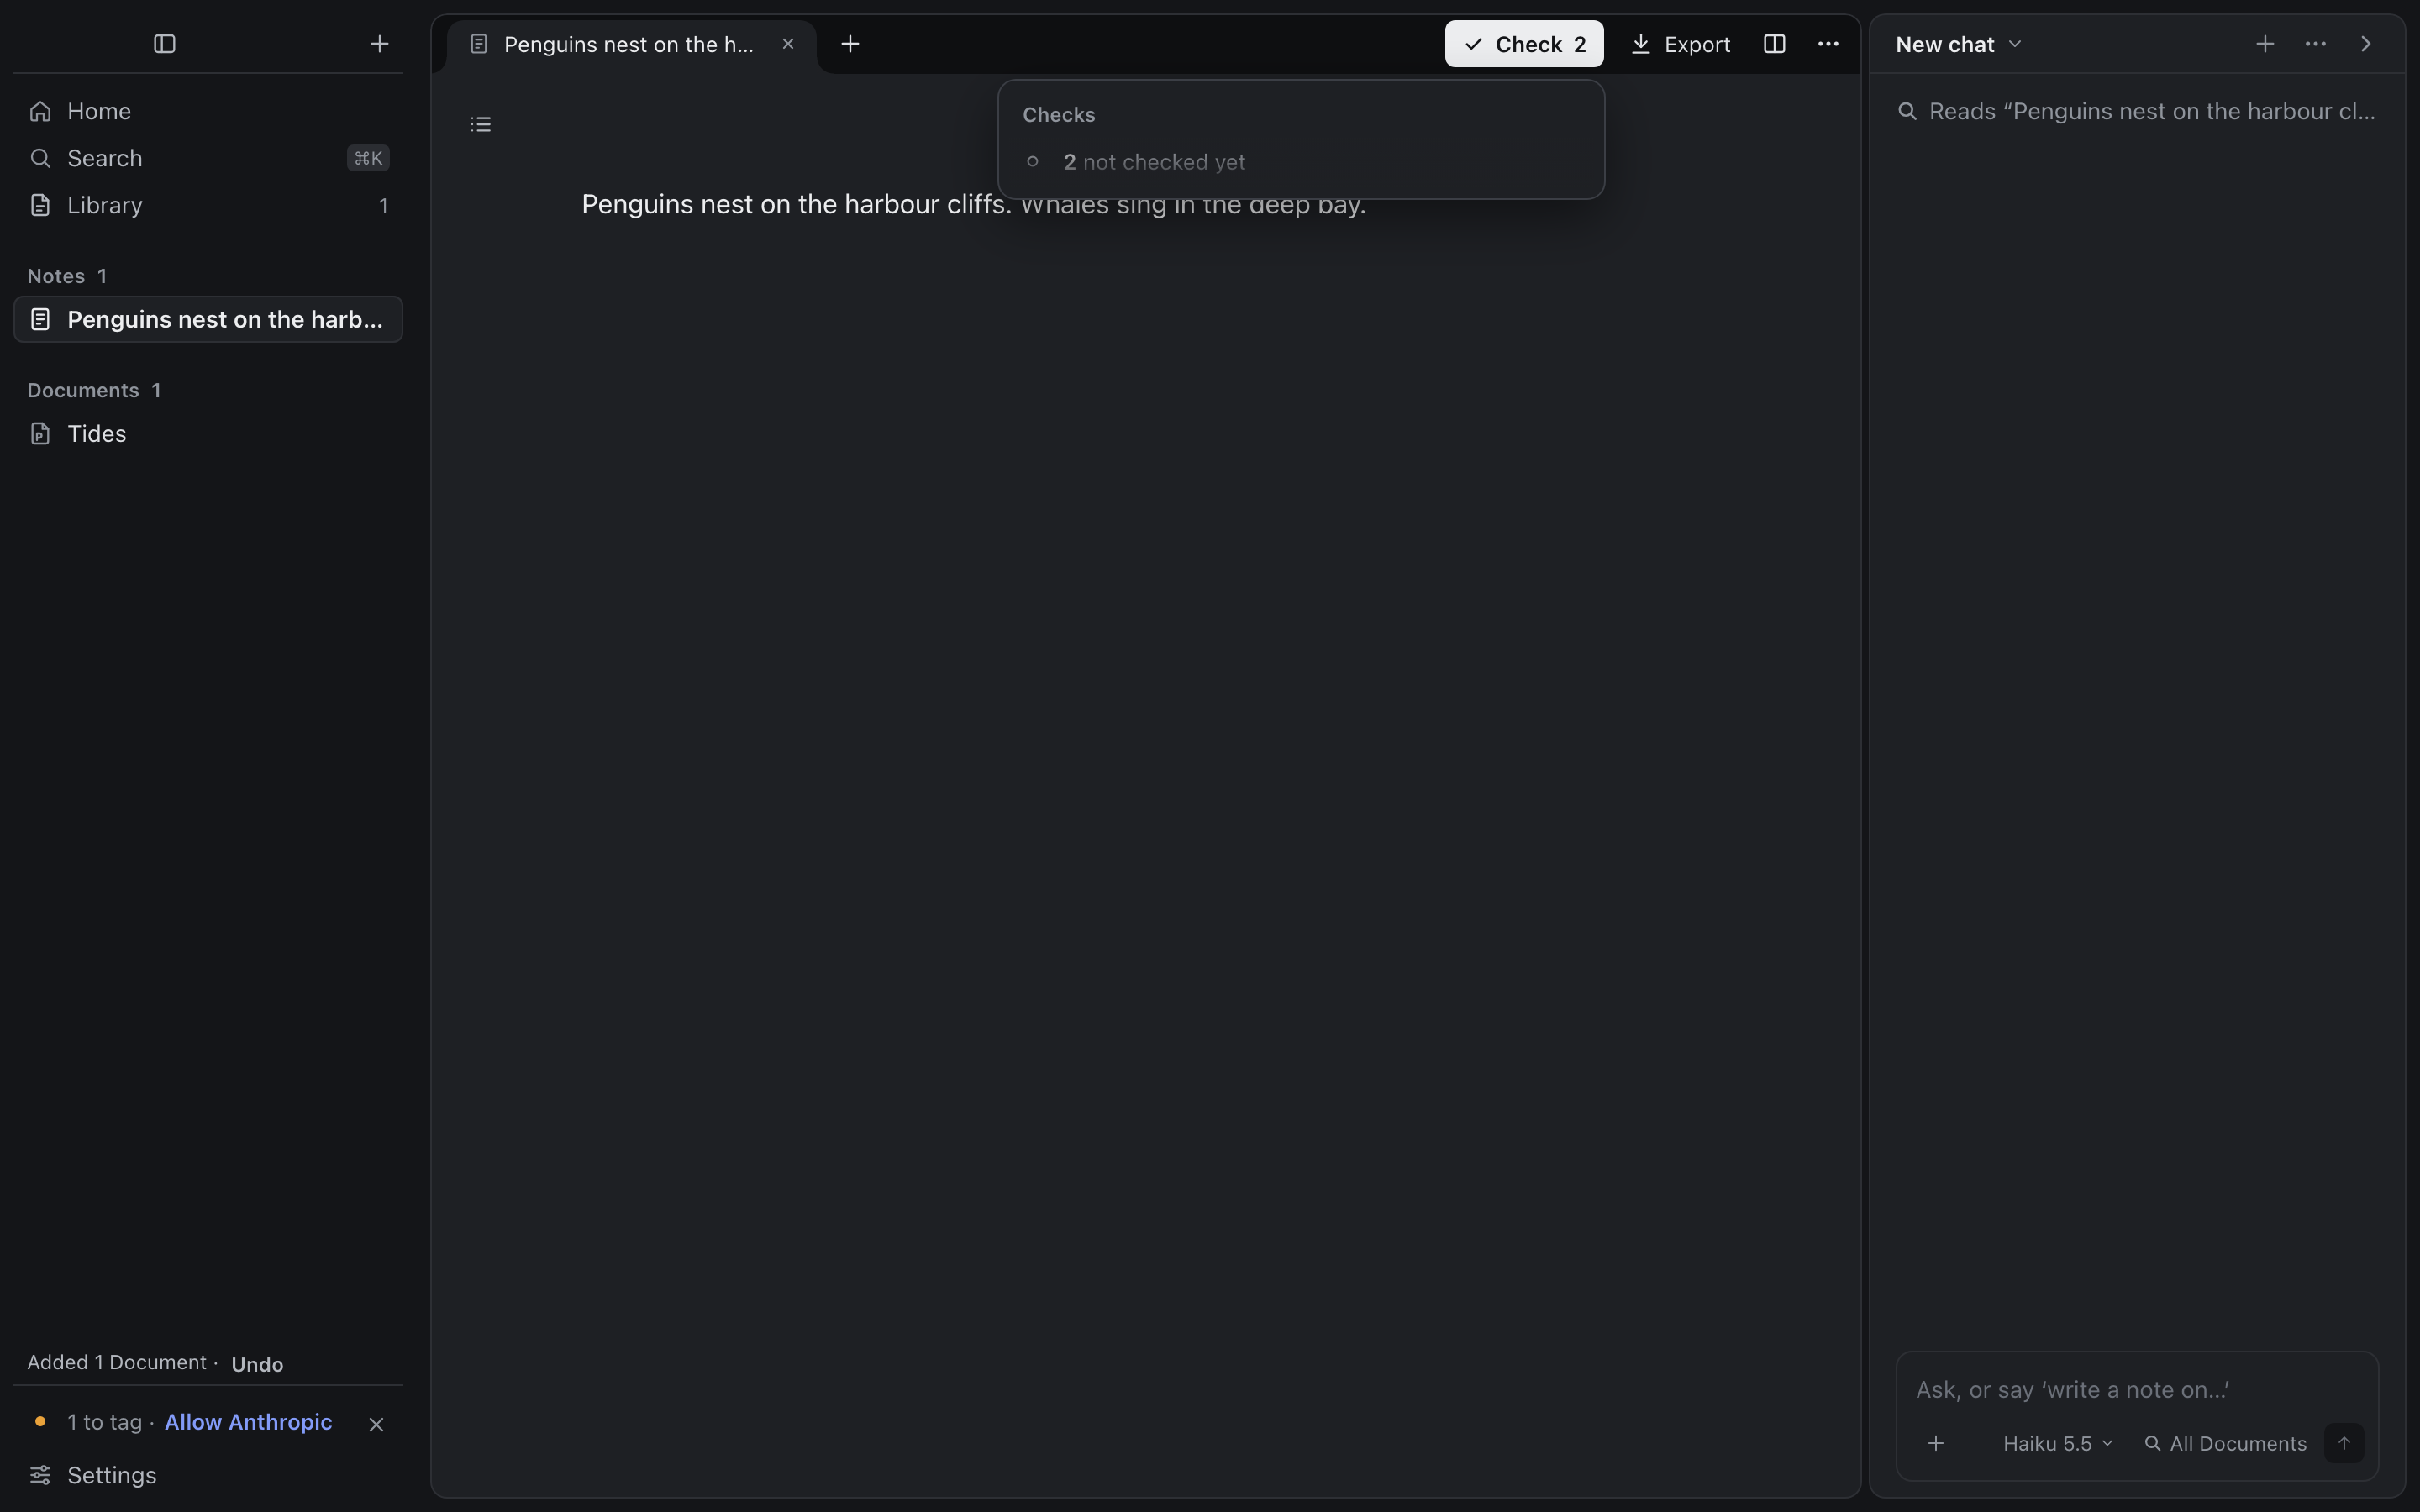 Home
Search ⌘K
Library 1
Notes 1
Penguins nest on the harb...
Documents 1
Tides
Added 1 Document · Undo
1 to tag · Allow Anthropic
Settings
Penguins nest on the h...
Check 2
Export
Checks
2 not checked yet
Penguins nest on the harbour cliffs. Whales sing in the deep bay.
New chat
Reads “Penguins nest on the harbour cl...
Ask, or say ‘write a note on...’
Haiku 5.5 All Documents